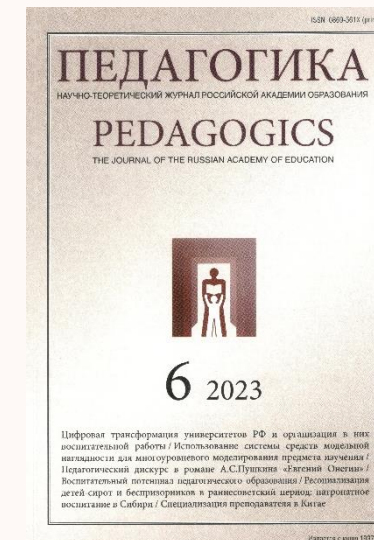 ISSN 0869-561X (print
ПЕДАГОГИКА
НАУЧНО-ТЕОРЕТИЧЕСКИЙ ЖУРНАЛ РОССИЙСКОЙ АКАДЕМИИ ОБРАЗОВАНИЯ
PEDAGOGICS
THE JOURNAL OF THE RUSSIAN ACADEMY OF EDUCATION
6 2023
Цифровая трансформация университетов РФ и организация в них
воспитательной работы / Использование системы средств модельной
наглядности для многоуровневого моделирования предмета изучения /
Педагогический дискурс в романе А.С.Пушкина «Евгений Онегин» /
Воспитательный потенциал педагогического образования / Ресоциализация
детей-сирот и беспризорников в раннесоветский период: патронатное
воспитание в Сибири / Специализация преподавателя в Китае
Издается с июля 1937